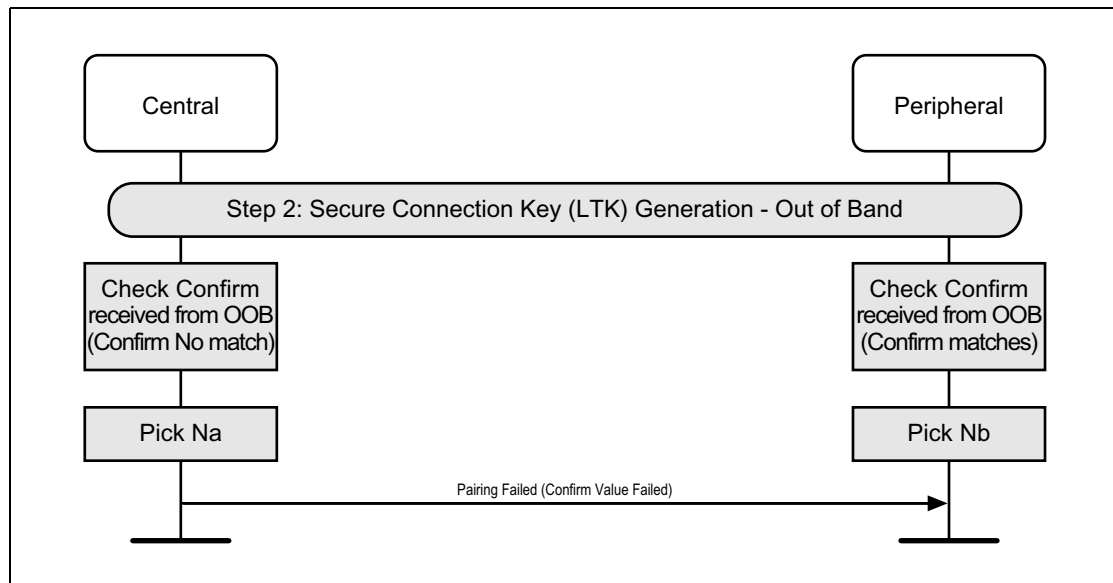 Central
Peripheral
Step 2: Secure Connection Key (LTK) Generation - Out of Band
Check Confirm
received from OOB
(Confirm No match)
Check Confirm
received from OOB
(Confirm matches)
Pick Na
Pick Nb
Pairing Failed (Confirm Value Failed)